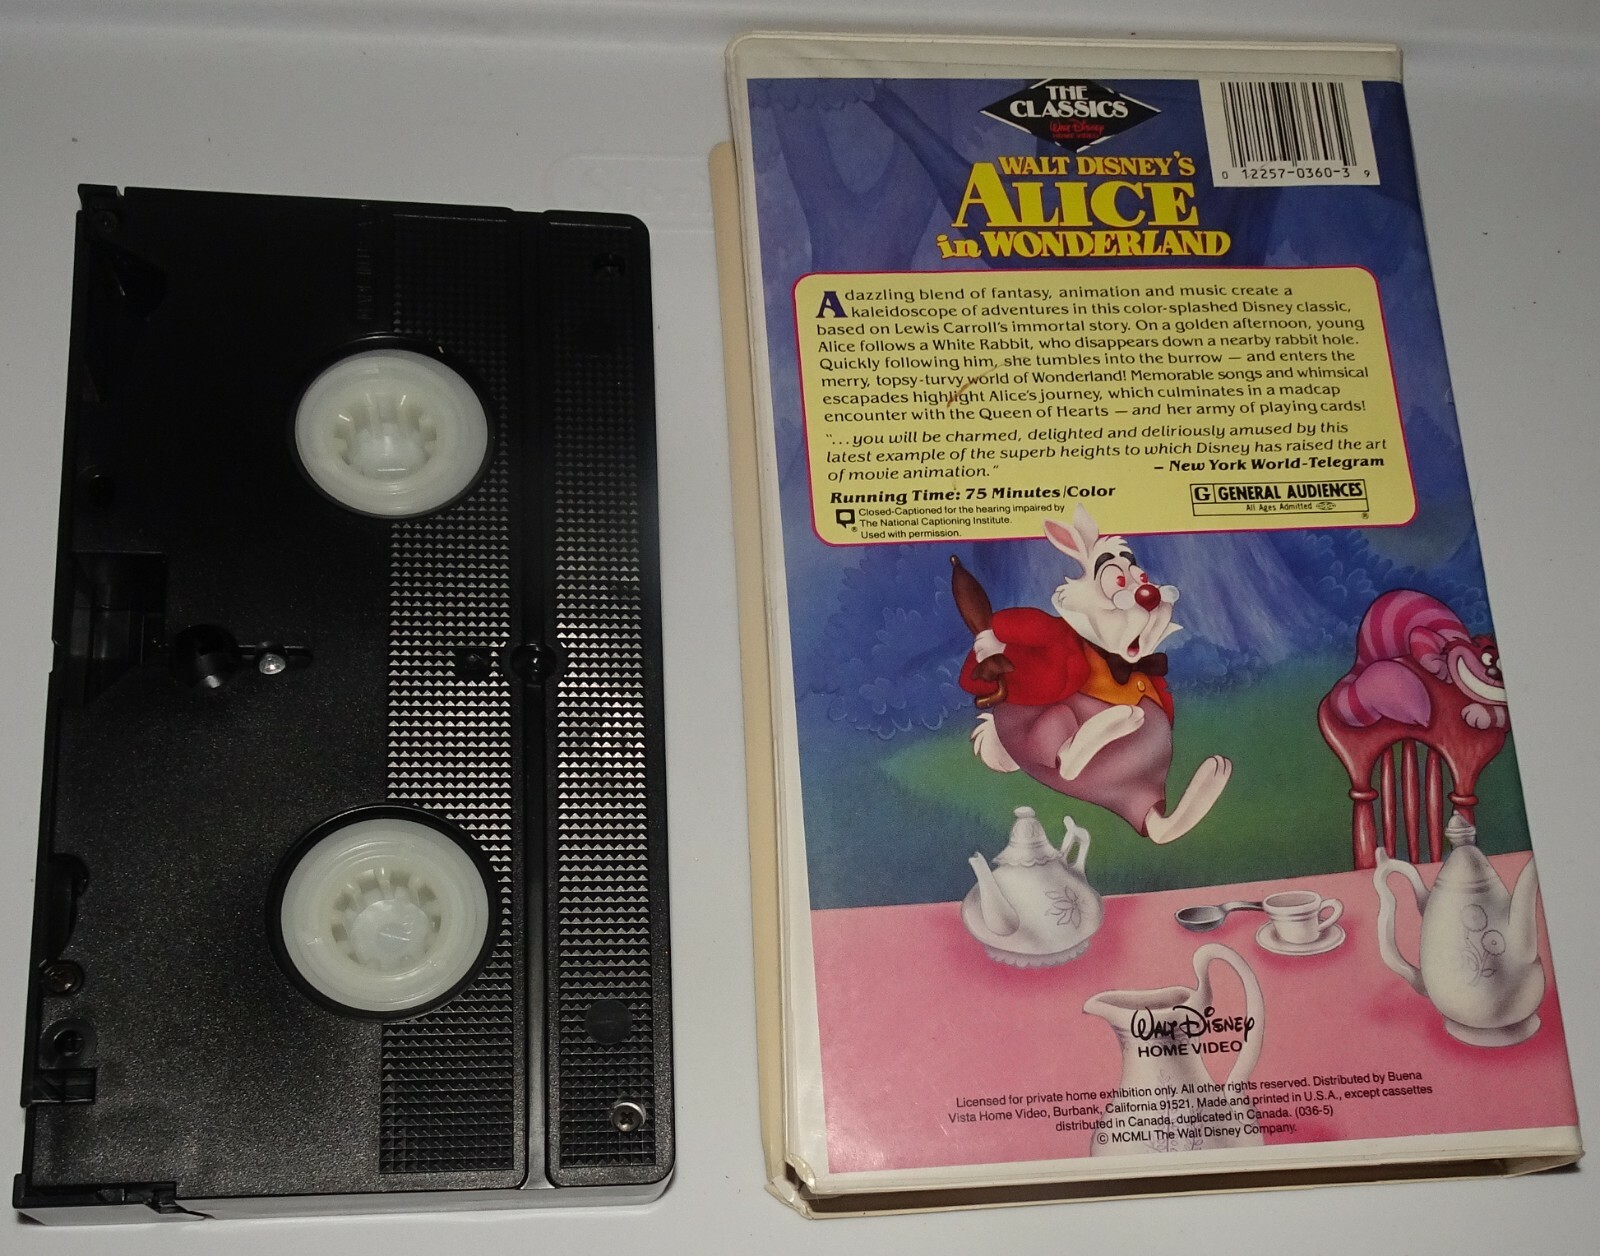 THE
CLASSICS
Walt Disney
HOME VIDEO
0 12257-0360-3 9
WALT DISNEY'S
ALICE
in WONDERLAND
A dazzling blend of fantasy, animation and music create a
kaleidoscope of adventures in this color-splashed Disney classic,
based on Lewis Carroll's immortal story. On a golden afternoon, young
Alice follows a White Rabbit, who disappears down a nearby rabbit hole.
Quickly following him, she tumbles into the burrow — and enters the
merry, topsy-turvy world of Wonderland! Memorable songs and whimsical
escapades highlight Alice's journey, which culminates in a madcap
encounter with the Queen of Hearts — and her army of playing cards!
"...you will be charmed, delighted and deliriously amused by this
latest example of the superb heights to which Disney has raised the art
of movie animation."
– New York World-Telegram
Running Time: 75 Minutes/Color
G GENERAL AUDIENCES
All Ages Admitted
®
Closed-Captioned for the hearing impaired by
The National Captioning Institute.
® Used with permission.
Walt Disney
HOME VIDEO
Licensed for private home exhibition only. All other rights reserved. Distributed by Buena
Vista Home Video, Burbank, California 91521. Made and printed in U.S.A., except cassettes
distributed in Canada, duplicated in Canada. (036-5)
© MCMLI The Walt Disney Company.